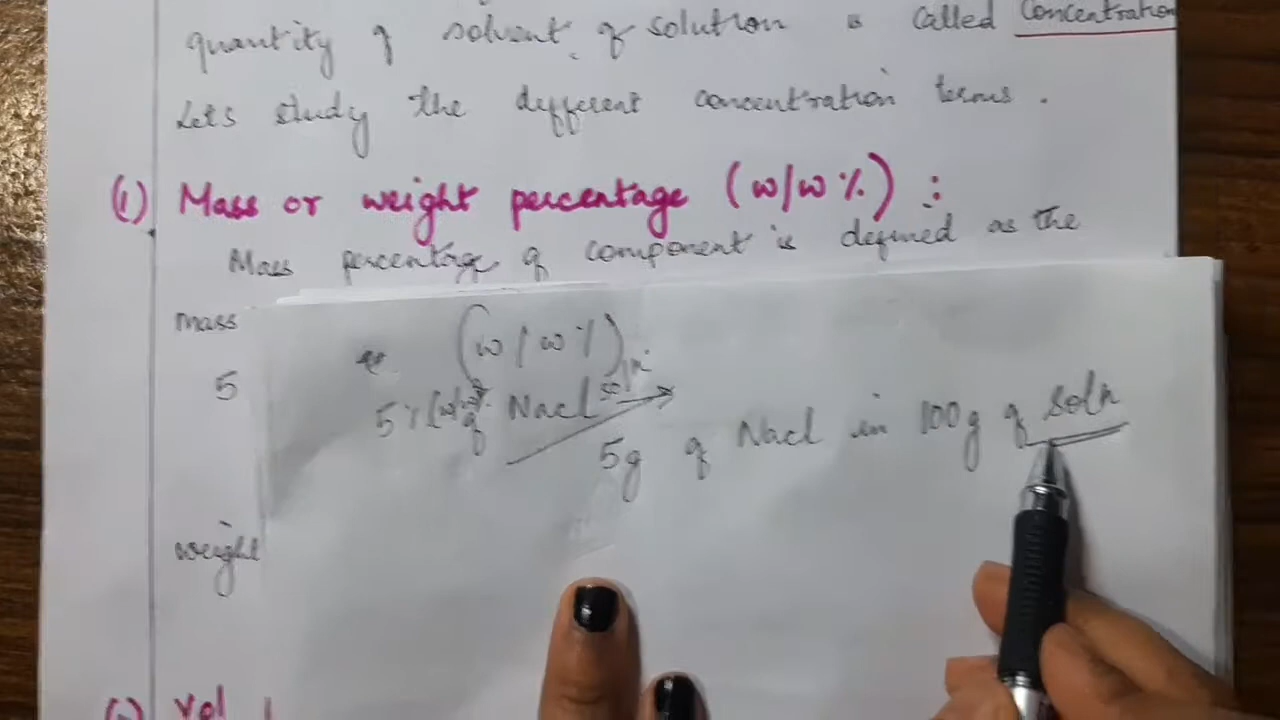 quantity of solvent of solution is called Concentration
Lets study the different concentration terms .
(1) Mass or weight percentage (w/w %) :
Mass percentage of component is defined as the
mass
(w/w %)
5% (w/w)% of NaCl soln
5g of Nacl in 100g of soln
5
weight
Vol